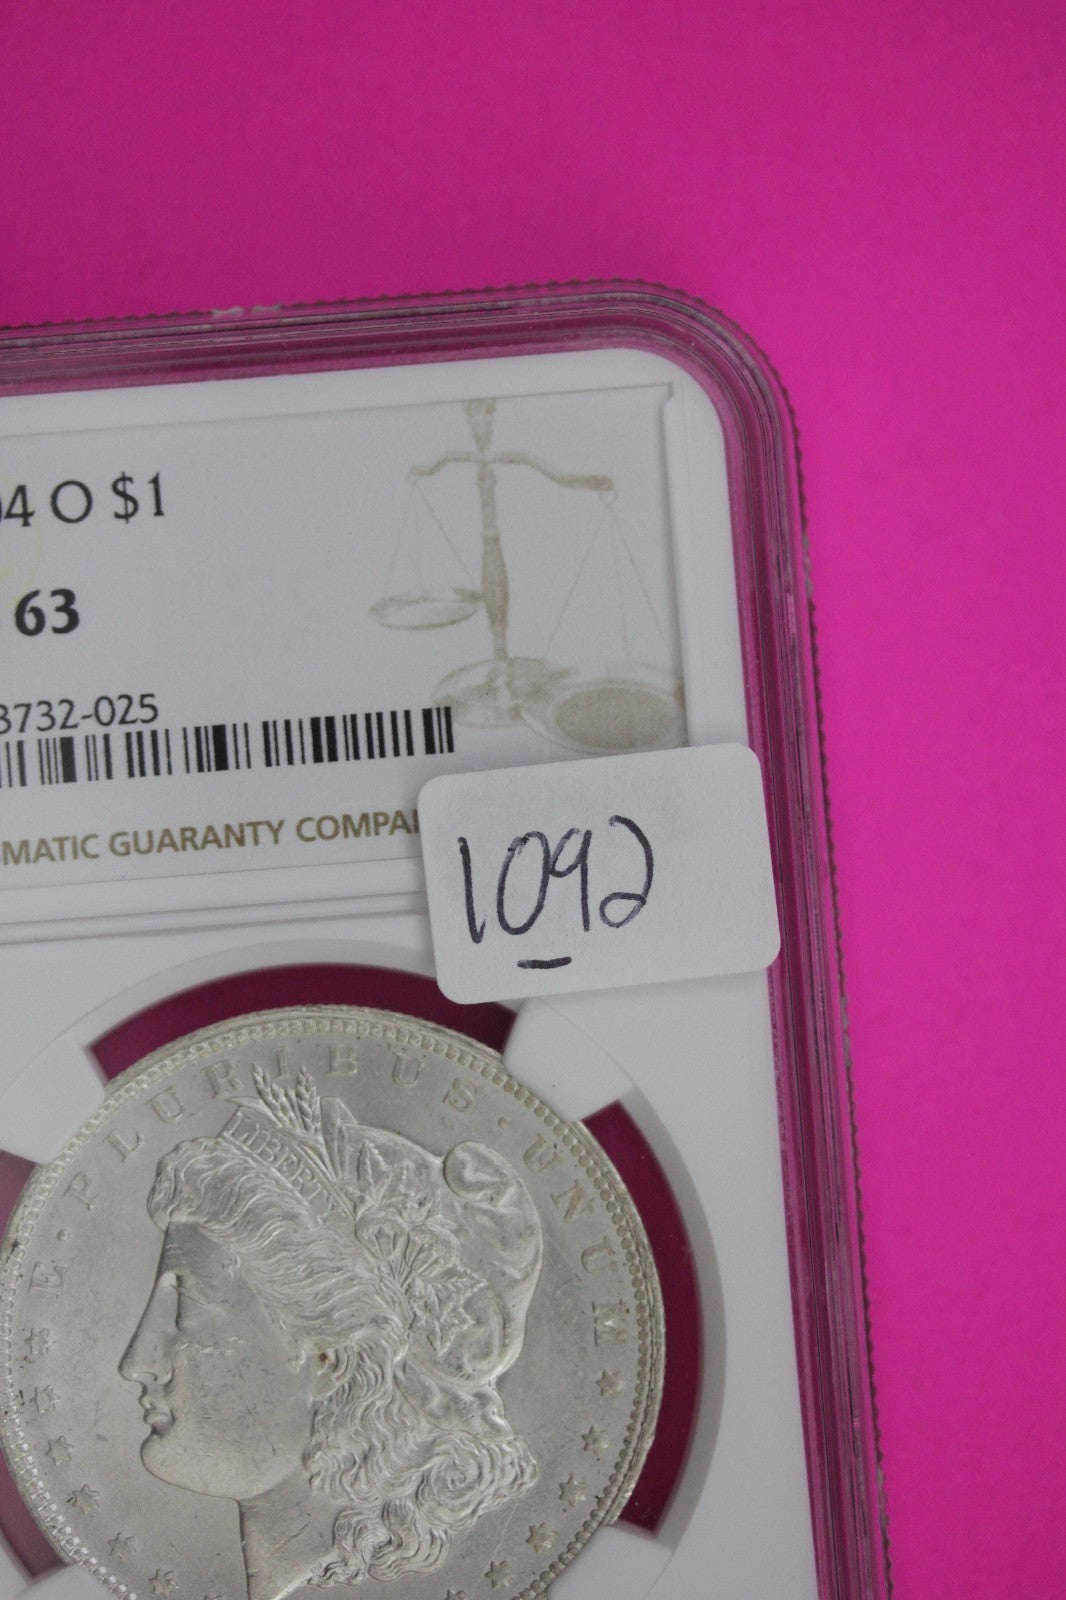 04 O $1
63
3732-025
MATIC GUARANTY COMPA
1092
E · PLURIBUS · UNUM
LIBERTY